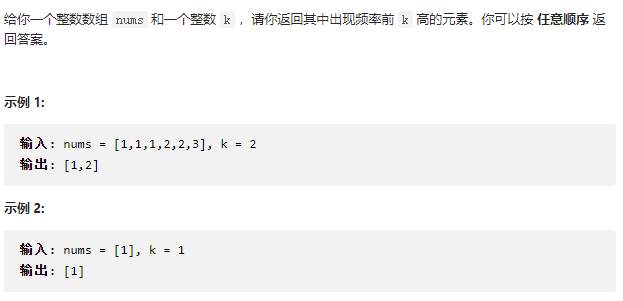 给你一个整数数组 nums 和一个整数 k ，请你返回其中出现频率前 k 高的元素。你可以按 任意顺序 返
回答案。
示例 1:
输入: nums = [1,1,1,2,2,3], k = 2
输出: [1,2]
示例 2:
输入: nums = [1], k = 1
输出: [1]